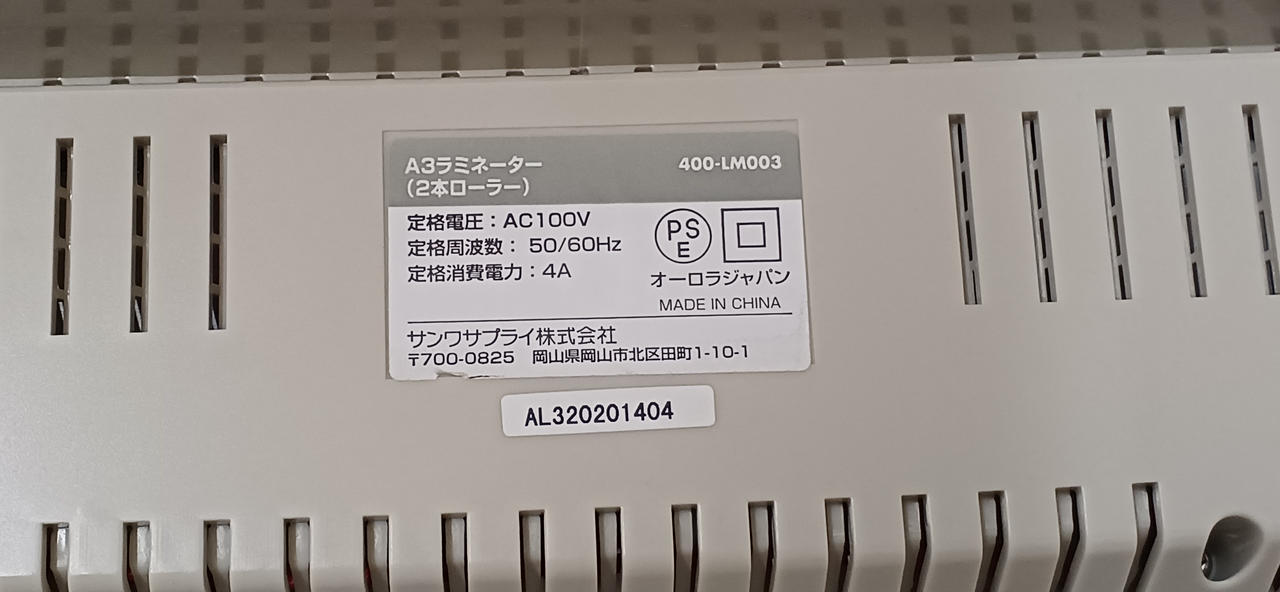 A3ラミネーター
(2本ローラー)
400-LM003
定格電圧：AC100V
定格周波数： 50/60Hz
定格消費電力：4A
PS
E
オーロラジャパン
MADE IN CHINA
サンワサプライ株式会社
〒700-0825 岡山県岡山市北区田町1-10-1
AL320201404